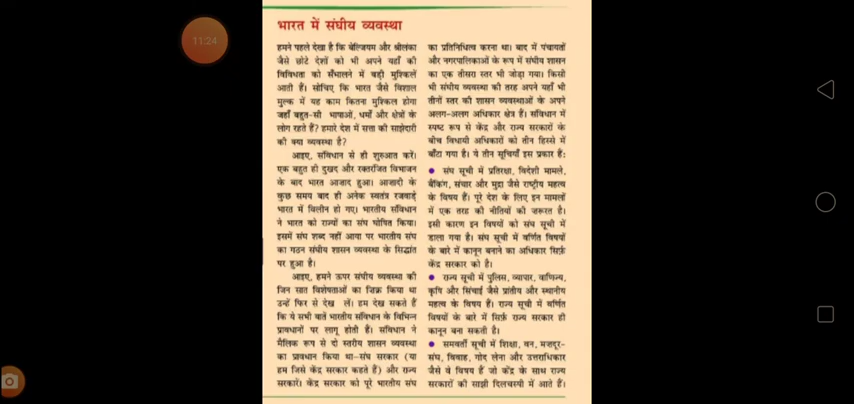 11:24
भारत में संघीय व्यवस्था
हमने पहले देखा है कि बेल्जियम और श्रीलंका
जैसे छोटे देशों को भी अपने यहाँ की
विविधता को सँभालने में बड़ी मुश्किलें
आती हैं। सोचिए कि भारत जैसे विशाल
मुल्क में यह काम कितना मुश्किल होगा
जहाँ बहुत-सी भाषाओं, धर्मों और क्षेत्रों के
लोग रहते हैं? हमारे देश में सत्ता की साझेदारी
की क्या व्यवस्था है?
आइए, संविधान से ही शुरुआत करें।
एक बहुत ही दुखद और रक्तरंजित विभाजन
के बाद भारत आजाद हुआ। आजादी के
कुछ समय बाद ही अनेक स्वतंत्र रजवाड़े
भारत में विलीन हो गए। भारतीय संविधान
ने भारत को राज्यों का संघ घोषित किया।
इसमें संघ शब्द नहीं आया पर भारतीय संघ
का गठन संघीय शासन व्यवस्था के सिद्धांत
पर हुआ है।
आइए, हमने ऊपर संघीय व्यवस्था की
जिन सात विशेषताओं का जिक्र किया था
उन्हें फिर से देख लें। हम देख सकते हैं
कि ये सभी बातें भारतीय संविधान के विभिन्न
प्रावधानों पर लागू होती हैं। संविधान ने
मौलिक रूप से दो स्तरीय शासन व्यवस्था
का प्रावधान किया था-संघ सरकार (या
हम जिसे केंद्र सरकार कहते हैं) और राज्य
सरकारें। केंद्र सरकार को पूरे भारतीय संघ
का प्रतिनिधित्व करना था। बाद में पंचायतों
और नगरपालिकाओं के रूप में संघीय शासन
का एक तीसरा स्तर भी जोड़ा गया। किसी
भी संघीय व्यवस्था की तरह अपने यहाँ भी
तीनों स्तर की शासन व्यवस्थाओं के अपने
अलग-अलग अधिकार क्षेत्र हैं। संविधान में
स्पष्ट रूप से केंद्र और राज्य सरकारों के
बीच विधायी अधिकारों को तीन हिस्से में
बाँटा गया है। ये तीन सूचियाँ इस प्रकार हैं:
● संघ सूची में प्रतिरक्षा, विदेशी मामले,
बैंकिंग, संचार और मुद्रा जैसे राष्ट्रीय महत्व
के विषय हैं। पूरे देश के लिए इन मामलों
में एक तरह की नीतियों की जरूरत है।
इसी कारण इन विषयों को संघ सूची में
डाला गया है। संघ सूची में वर्णित विषयों
के बारे में कानून बनाने का अधिकार सिर्फ़
केंद्र सरकार को है।
● राज्य सूची में पुलिस, व्यापार, वाणिज्य,
कृषि और सिंचाई जैसे प्रांतीय और स्थानीय
महत्व के विषय हैं। राज्य सूची में वर्णित
विषयों के बारे में सिर्फ़ राज्य सरकार ही
कानून बना सकती है।
● समवर्ती सूची में शिक्षा, वन, मजदूर-
संघ, विवाह, गोद लेना और उत्तराधिकार
जैसे वे विषय हैं जो केंद्र के साथ राज्य
सरकारों की साझी दिलचस्पी में आते हैं।